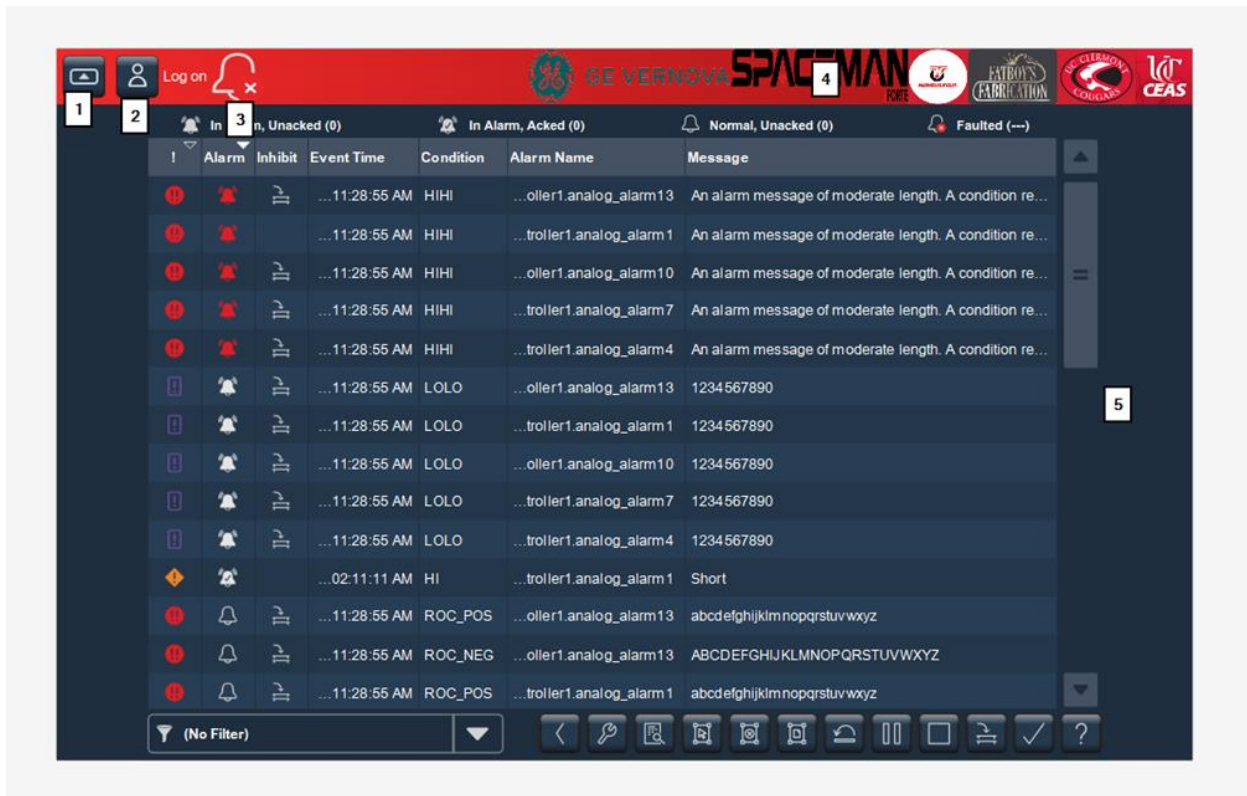 Log on
GE VERNOVA SPACEMAN FORTE FATBOY'S FABRICATION UC CLERMONT COUGARS UC CEAS
1 2 3 4
In n, Unacked (0) In Alarm, Acked (0) Normal, Unacked (0) Faulted (---)
! Alarm Inhibit Event Time Condition Alarm Name Message
...11:28:55 AM HIHI ...oller1.analog_alarm13 An alarm message of moderate length. A condition re...
...11:28:55 AM HIHI ...troller1.analog_alarm1 An alarm message of moderate length. A condition re...
...11:28:55 AM HIHI ...oller1.analog_alarm10 An alarm message of moderate length. A condition re...
...11:28:55 AM HIHI ...troller1.analog_alarm7 An alarm message of moderate length. A condition re...
...11:28:55 AM HIHI ...troller1.analog_alarm4 An alarm message of moderate length. A condition re...
...11:28:55 AM LOLO ...oller1.analog_alarm13 1234567890
5
...11:28:55 AM LOLO ...troller1.analog_alarm1 1234567890
...11:28:55 AM LOLO ...oller1.analog_alarm10 1234567890
...11:28:55 AM LOLO ...troller1.analog_alarm7 1234567890
...11:28:55 AM LOLO ...troller1.analog_alarm4 1234567890
...02:11:11 AM HI ...troller1.analog_alarm1 Short
...11:28:55 AM ROC_POS ...oller1.analog_alarm13 abcdefghijklmnopqrstuvwxyz
...11:28:55 AM ROC_NEG ...oller1.analog_alarm13 ABCDEFGHIJKLMNOPQRSTUVWXYZ
...11:28:55 AM ROC_POS ...troller1.analog_alarm1 abcdefghijklmnopqrstuvwxyz
(No Filter) ?